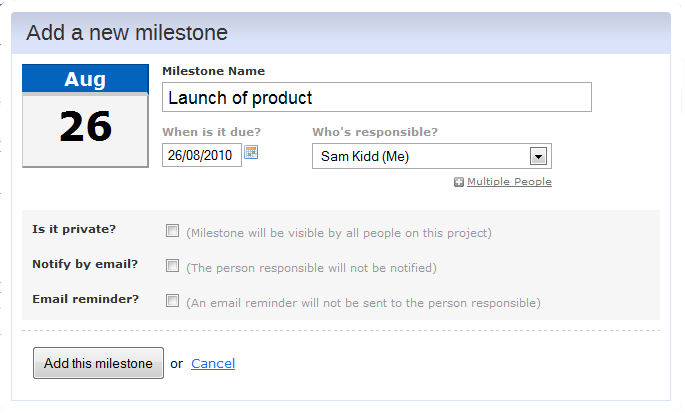 Add a new milestone
Aug
26
Milestone Name
Launch of product
When is it due? Who's responsible?
26/08/2010 Sam Kidd (Me)
Multiple People
Is it private? (Milestone will be visible by all people on this project)
Notify by email? (The person responsible will not be notified)
Email reminder? (An email reminder will not be sent to the person responsible)
Add this milestone or Cancel